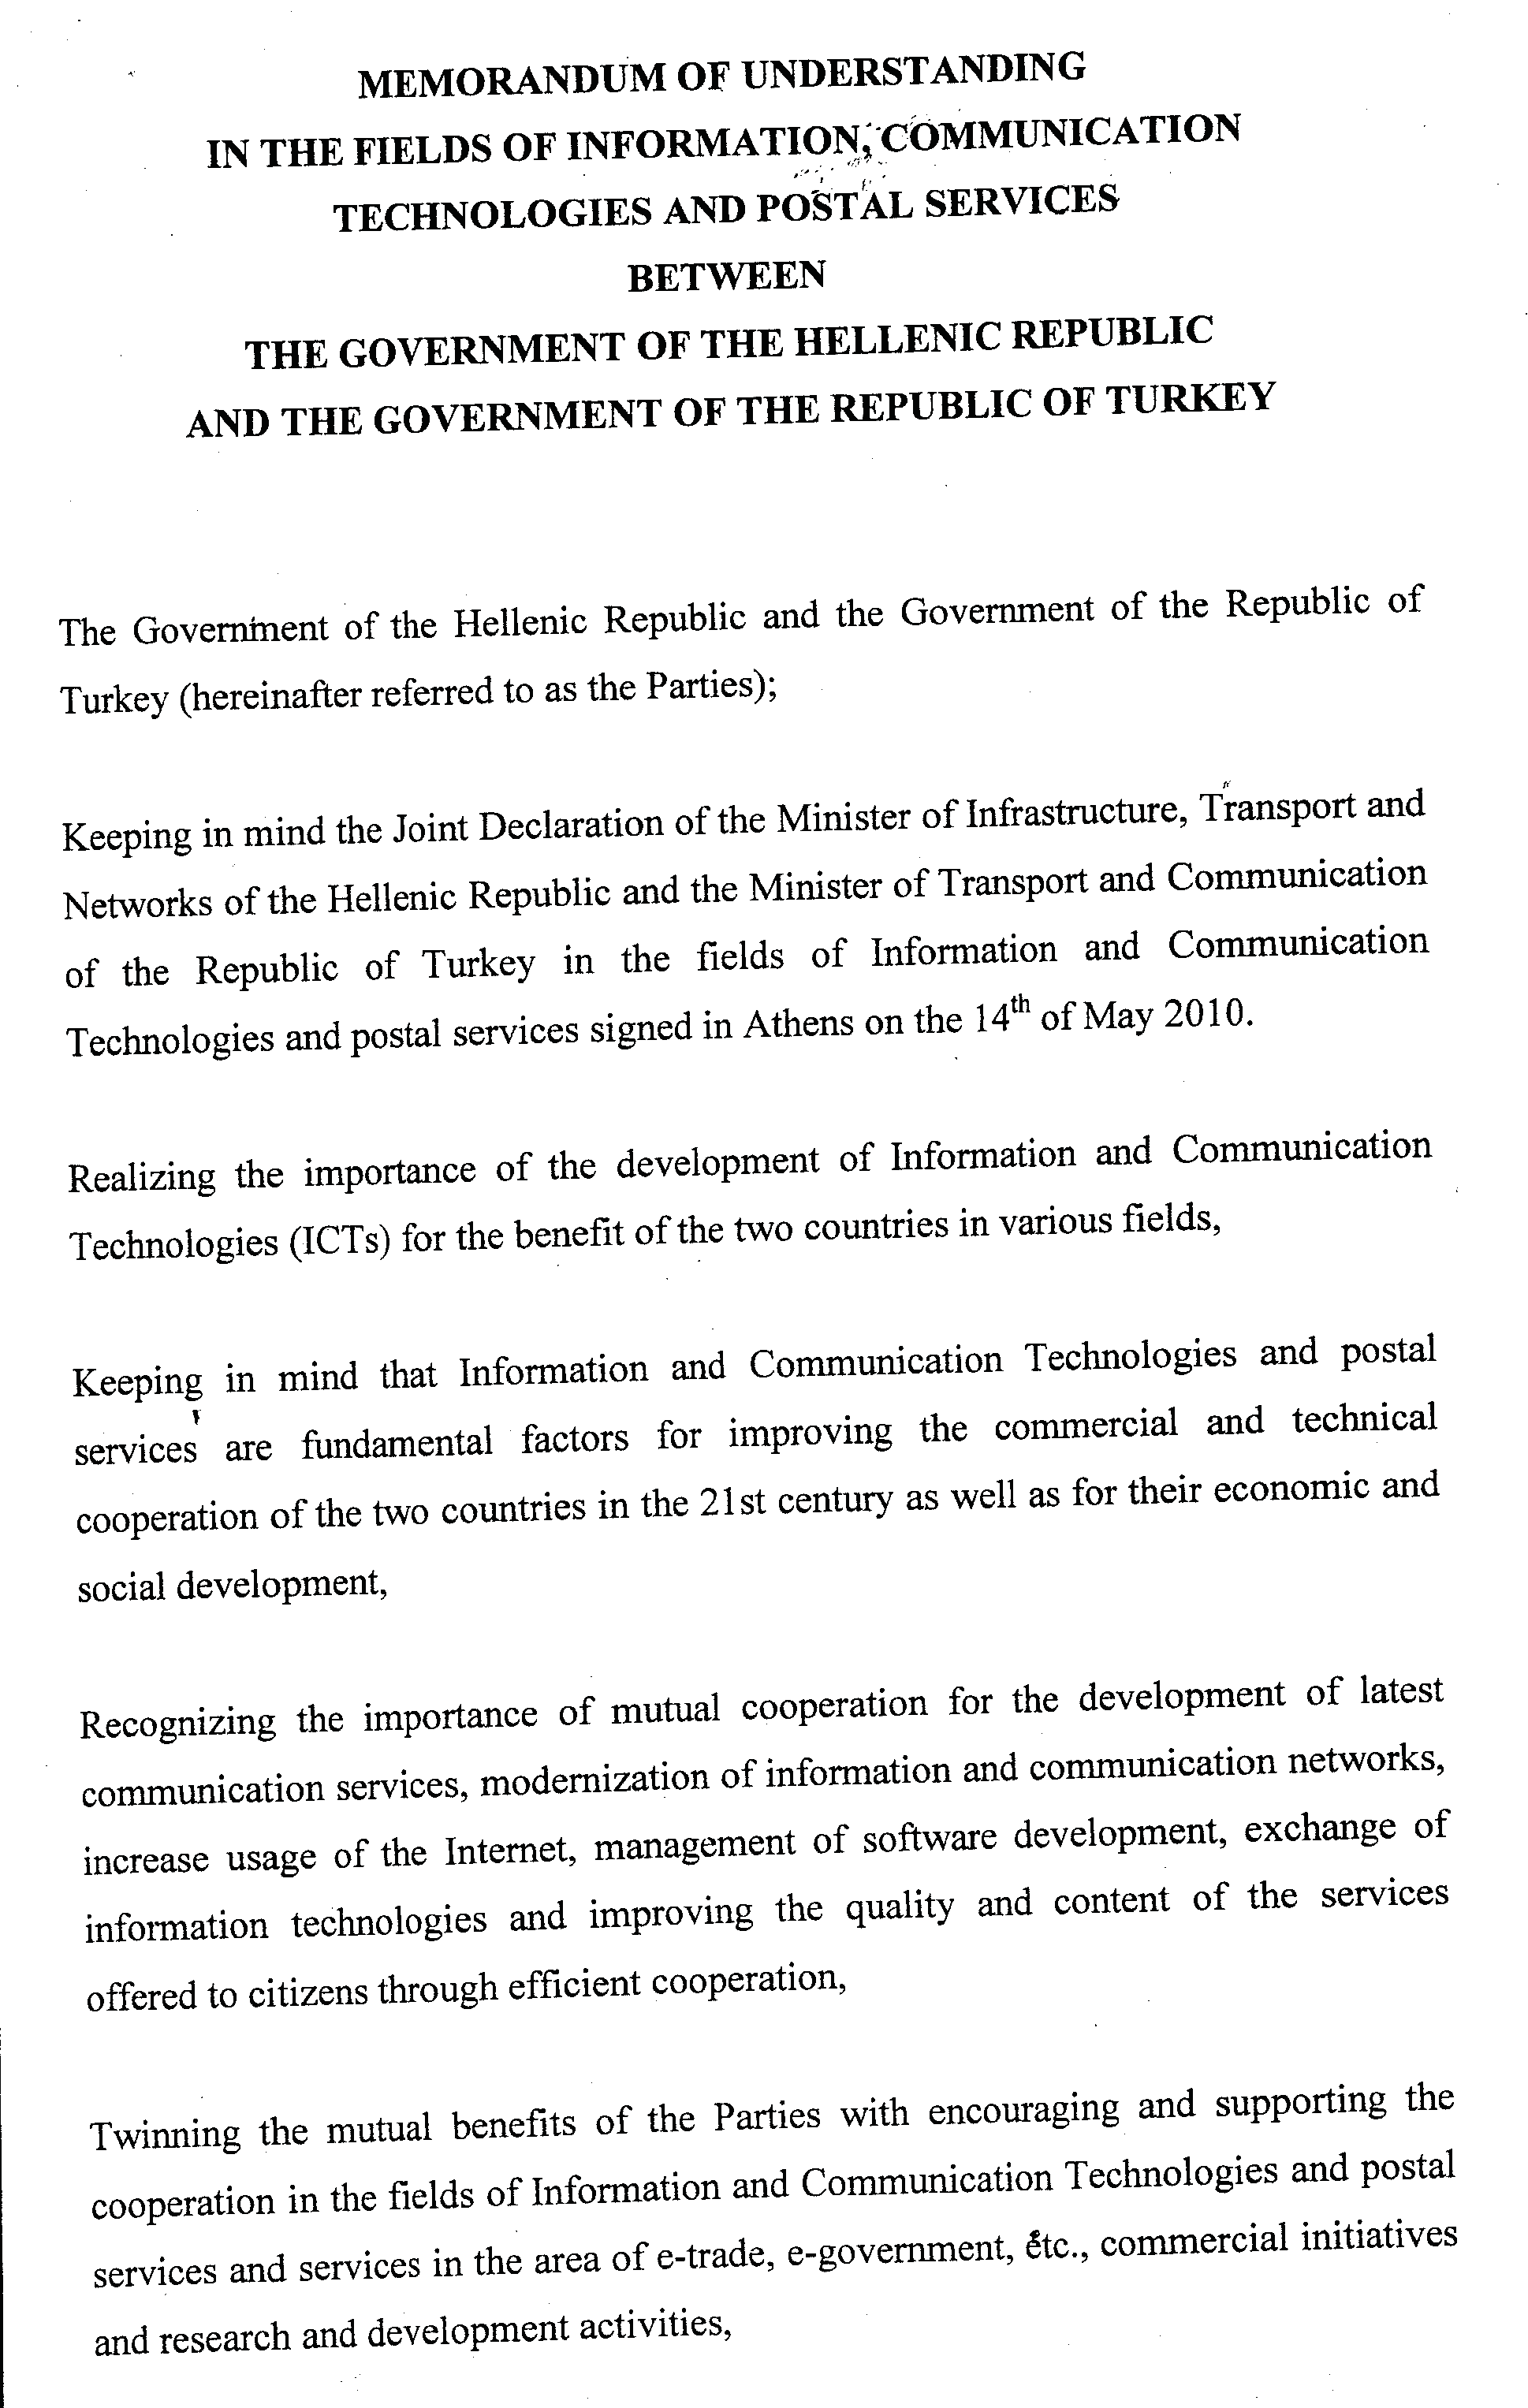 MEMORANDUM OF UNDERSTANDING
IN THE FIELDS OF INFORMATION, COMMUNICATION
TECHNOLOGIES AND POSTAL SERVICES
BETWEEN
THE GOVERNMENT OF THE HELLENIC REPUBLIC
AND THE GOVERNMENT OF THE REPUBLIC OF TURKEY
The Government of the Hellenic Republic and the Government of the Republic of
Turkey (hereinafter referred to as the Parties);
Keeping in mind the Joint Declaration of the Minister of Infrastructure, Transport and
Networks of the Hellenic Republic and the Minister of Transport and Communication
of the Republic of Turkey in the fields of Information and Communication
Technologies and postal services signed in Athens on the 14th of May 2010.
Realizing the importance of the development of Information and Communication
Technologies (ICTs) for the benefit of the two countries in various fields,
Keeping in mind that Information and Communication Technologies and postal
services are fundamental factors for improving the commercial and technical
cooperation of the two countries in the 21st century as well as for their economic and
social development,
Recognizing the importance of mutual cooperation for the development of latest
communication services, modernization of information and communication networks,
increase usage of the Internet, management of software development, exchange of
information technologies and improving the quality and content of the services
offered to citizens through efficient cooperation,
Twinning the mutual benefits of the Parties with encouraging and supporting the
cooperation in the fields of Information and Communication Technologies and postal
services and services in the area of e-trade, e-government, etc., commercial initiatives
and research and development activities,